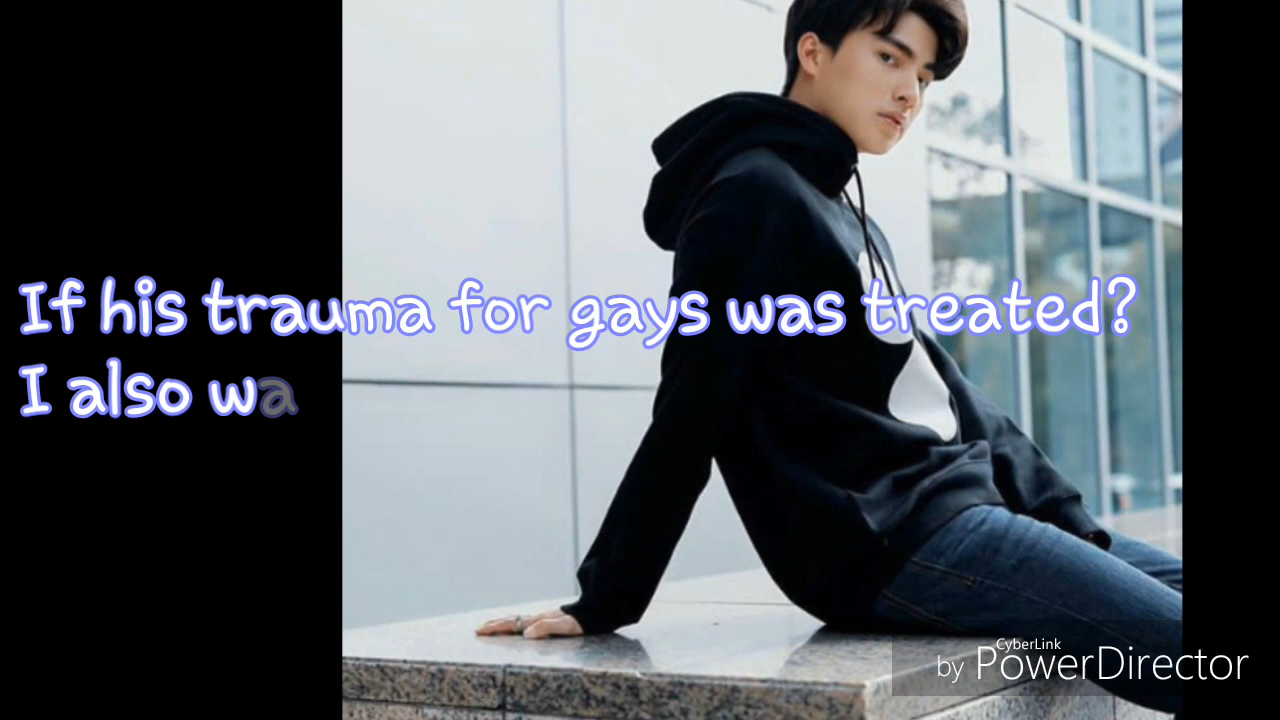 If his trauma for gays was treated?
I also wa
CyberLink
by PowerDirector